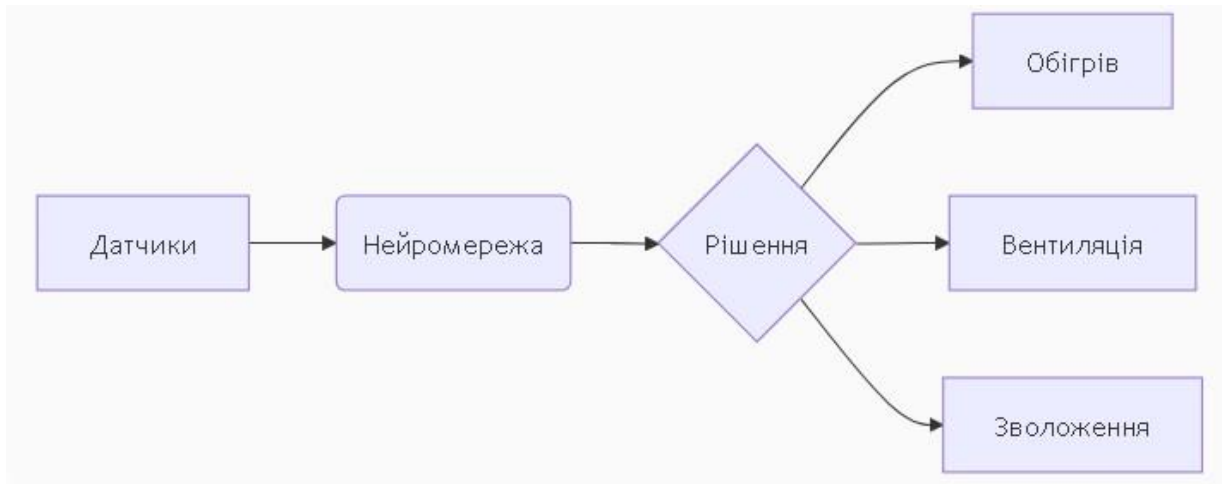 Обігрів
Датчики
Нейромережа
Рішення
Вентиляція
Зволоження